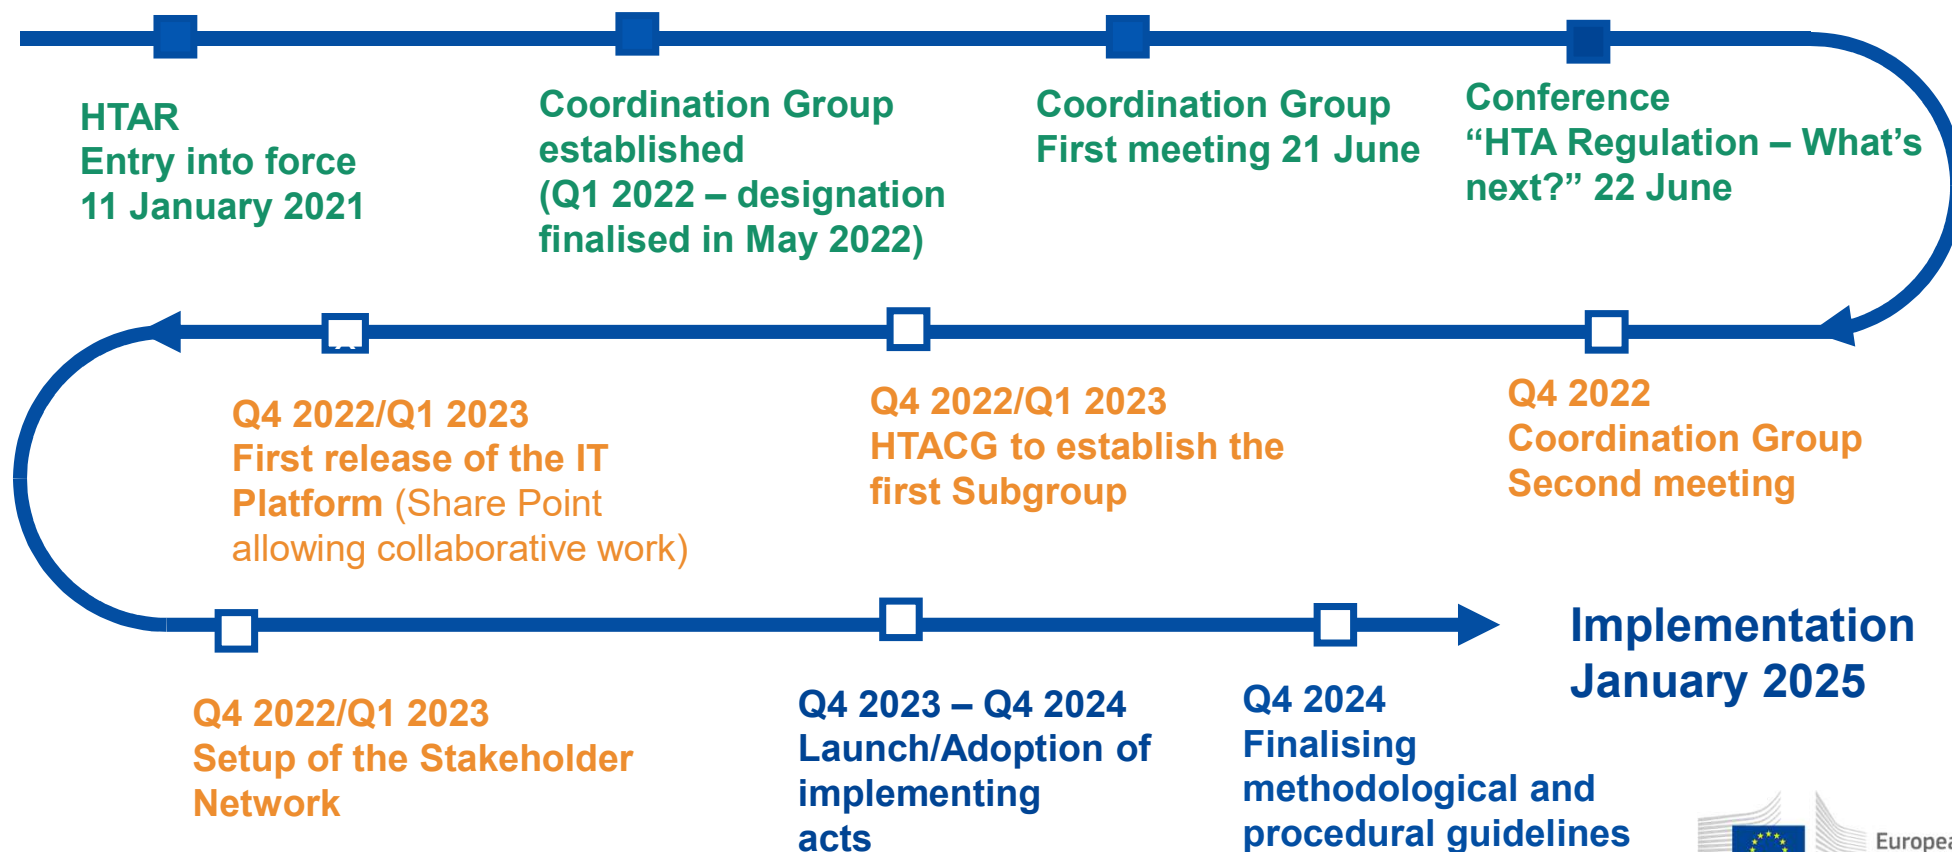 HTAR
Entry into force
11 January 2021
Coordination Group
established
(Q1 2022 – designation
finalised in May 2022)
Coordination Group
First meeting 21 June
Conference
“HTA Regulation – What’s
next?” 22 June
Q4 2022
Coordination Group
Second meeting
Q4 2022/Q1 2023
HTACG to establish the
first Subgroup
Q4 2022/Q1 2023
First release of the IT
Platform (Share Point
allowing collaborative work)
Q4 2022/Q1 2023
Setup of the Stakeholder
Network
Q4 2023 – Q4 2024
Launch/Adoption of
implementing
acts
Q4 2024
Finalising
methodological and
procedural guidelines
Implementation
January 2025